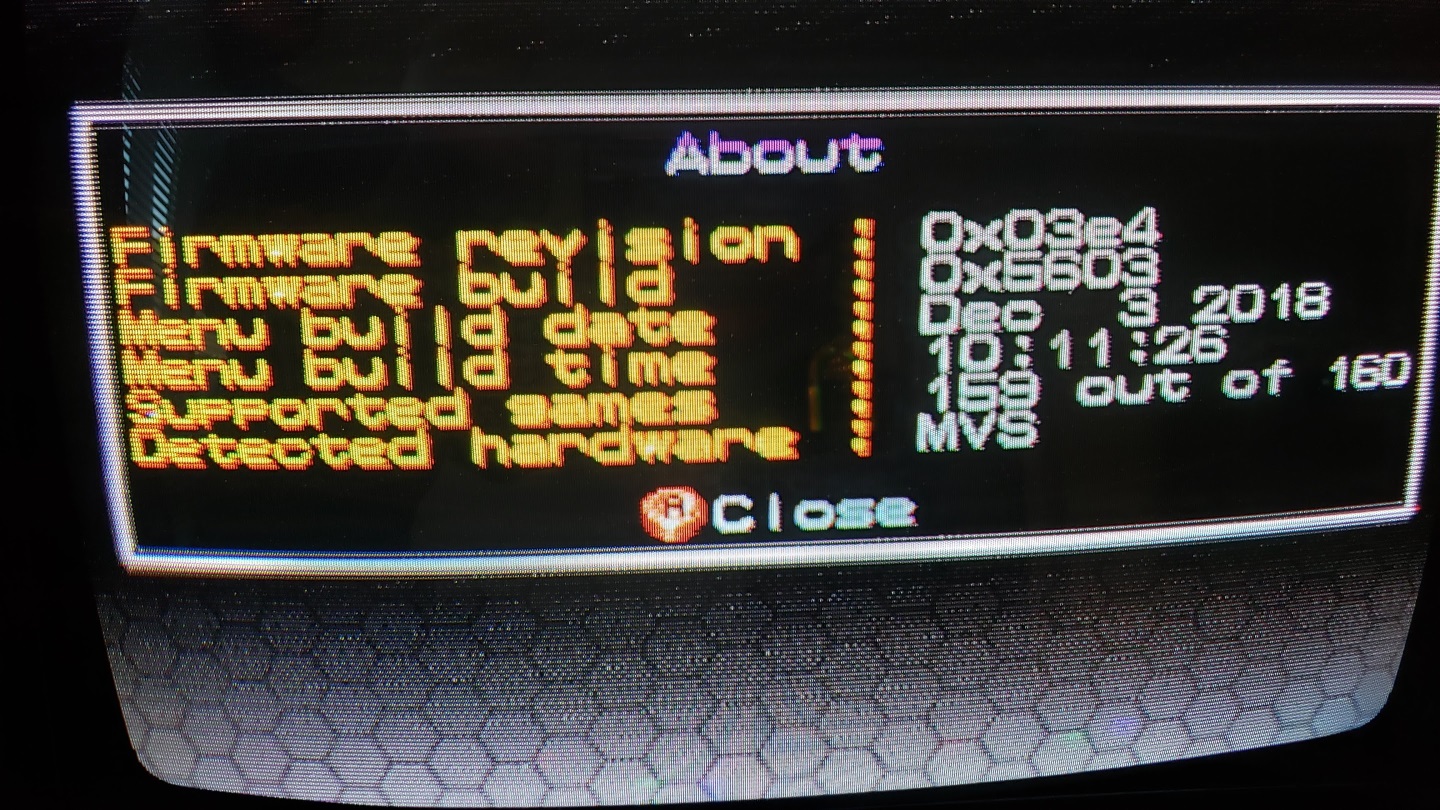 About
Firmware revision : 0x03e4
Firmware build : 0x6603
Menu build date : Dec 3 2018
Menu build time : 10:11:26
Supported games : 159 out of 160
Detected hardware : MVS
A Close